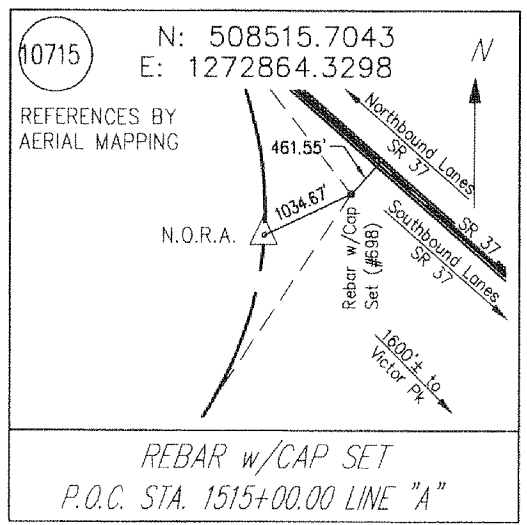 10715
N: 508515.7043
E: 1272864.3298
N
REFERENCES BY
AERIAL MAPPING
Northbound Lanes
SR 37
461.55'
1034.67'
N.O.R.A.
Rebar w/Cap
Set (#698)
SR 37
Southbound Lanes
SR 37
1600'± to
Victor Pk
REBAR w/CAP SET
P.O.C. STA. 1515+00.00 LINE "A"